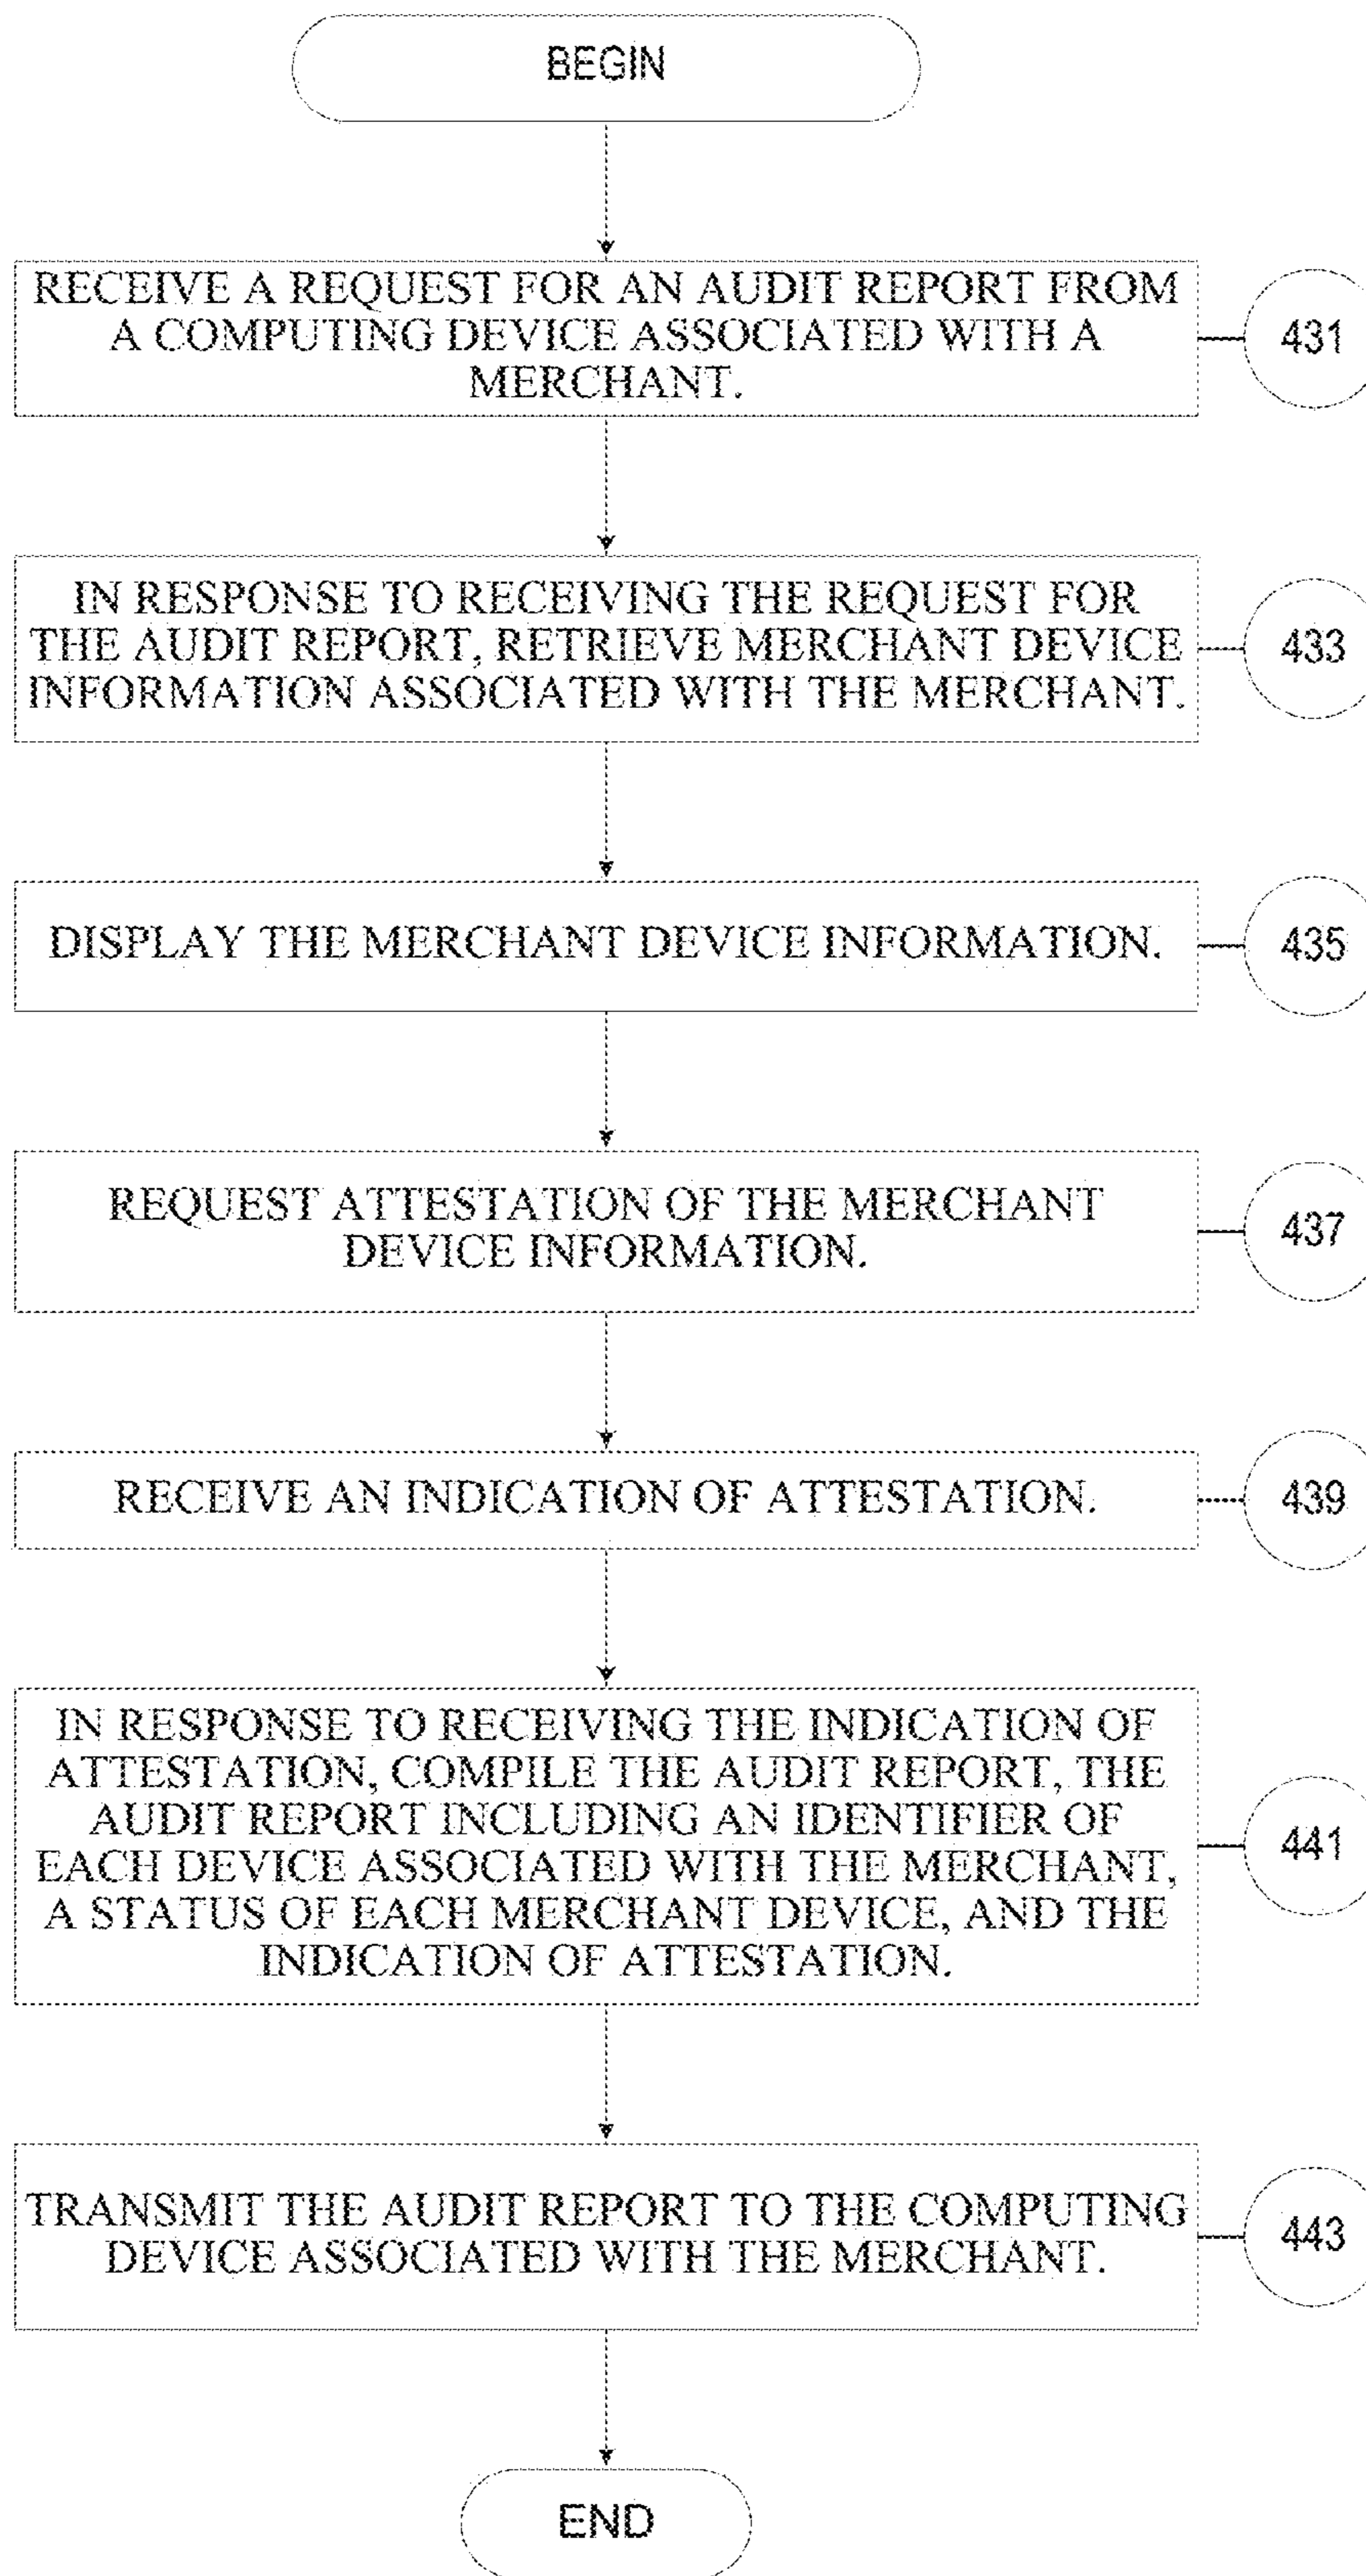 BEGIN
RECEIVE A REQUEST FOR AN AUDIT REPORT FROM
A COMPUTING DEVICE ASSOCIATED WITH A
MERCHANT.
431
IN RESPONSE TO RECEIVING THE REQUEST FOR
THE AUDIT REPORT, RETRIEVE MERCHANT DEVICE
INFORMATION ASSOCIATED WITH THE MERCHANT.
433
DISPLAY THE MERCHANT DEVICE INFORMATION.
435
REQUEST ATTESTATION OF THE MERCHANT
DEVICE INFORMATION.
437
RECEIVE AN INDICATION OF ATTESTATION.
439
IN RESPONSE TO RECEIVING THE INDICATION OF
ATTESTATION, COMPILE THE AUDIT REPORT, THE
AUDIT REPORT INCLUDING AN IDENTIFIER OF
EACH DEVICE ASSOCIATED WITH THE MERCHANT,
A STATUS OF EACH MERCHANT DEVICE, AND THE
INDICATION OF ATTESTATION.
441
TRANSMIT THE AUDIT REPORT TO THE COMPUTING
DEVICE ASSOCIATED WITH THE MERCHANT.
443
END